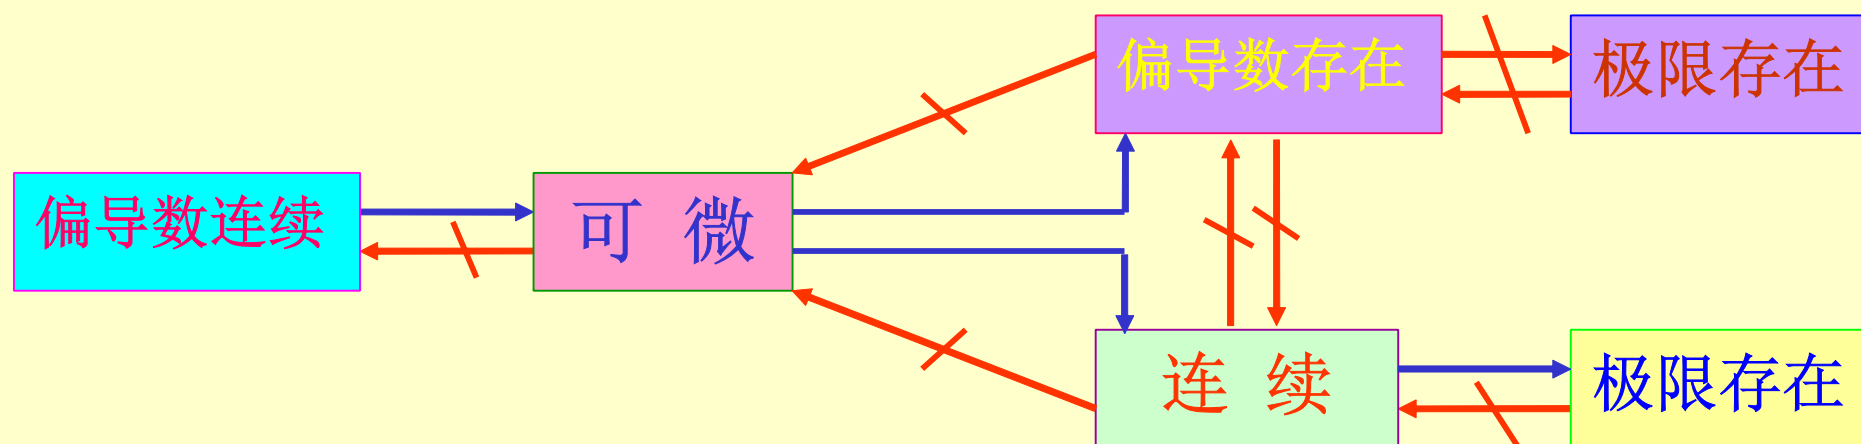 偏导数存在
极限存在
偏导数连续
可 微
连 续
极限存在